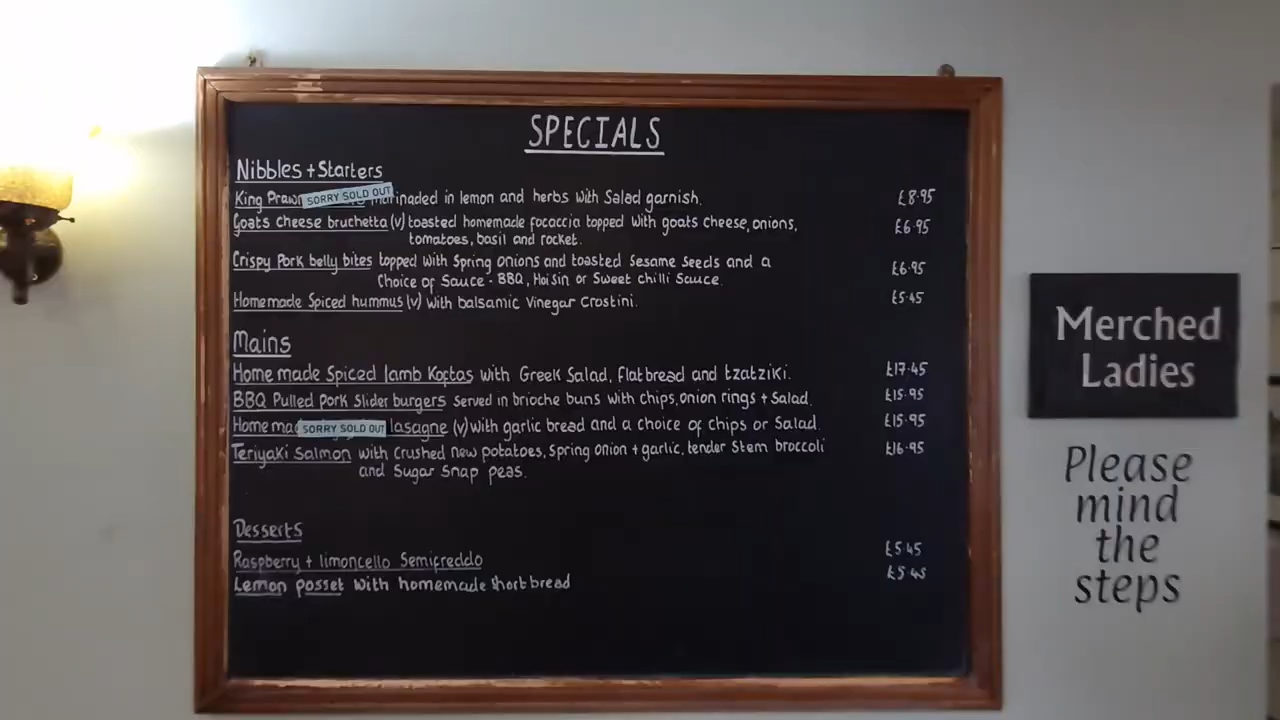 SPECIALS
Nibbles + Starters
King Prawn SORRY SOLD OUT marinaded in lemon and herbs with Salad garnish. £8.95
Goats cheese bruchetta (v) toasted homemade focaccia topped with goats cheese, onions, £6.95
tomatoes, basil and rocket.
Crispy Pork belly bites topped with Spring onions and toasted Sesame Seeds and a £6.95
Choice of Sauce - BBQ, Hoisin or Sweet chilli Sauce.
Homemade Spiced hummus (v) with balsamic Vinegar Crostini. £5.45
Mains
Home made Spiced lamb Koftas with Greek Salad, Flatbread and tzatziki. £17.45
BBQ Pulled pork Slider burgers served in brioche buns with chips, onion rings + Salad. £15.95
Home SORRY SOLD OUT lasagne (v) with garlic bread and a choice of chips or Salad. £15.95
Teriyaki Salmon with crushed new potatoes, Spring onion + garlic, tender Stem broccoli £16.95
and Sugar Snap peas.
Desserts
Raspberry + limoncello Semifreddo £5.45
Lemon posset with homemade shortbread £5.45
Merched
Ladies
Please
mind
the
steps